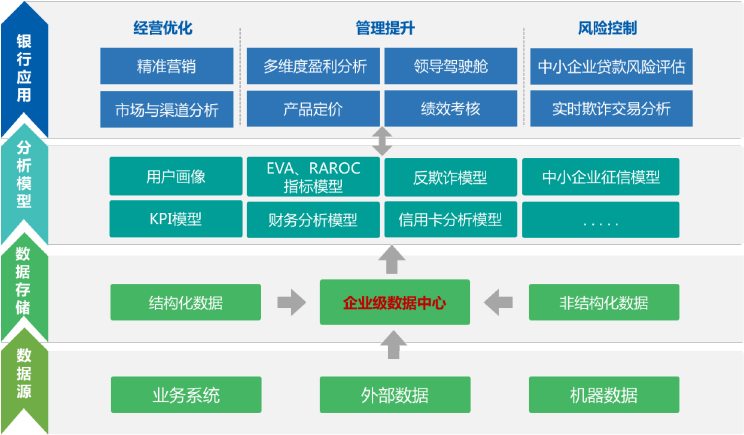 银行应用
经营优化
管理提升
风险控制
精准营销
多维度盈利分析
领导驾驶舱
中小企业贷款风险评估
市场与渠道分析
产品定价
绩效考核
实时欺诈交易分析
分析模型
用户画像
EVA、RAROC
指标模型
反欺诈模型
中小企业征信模型
KPI模型
财务分析模型
信用卡分析模型
.....
数据存储
结构化数据
企业级数据中心
非结构化数据
数据源
业务系统
外部数据
机器数据